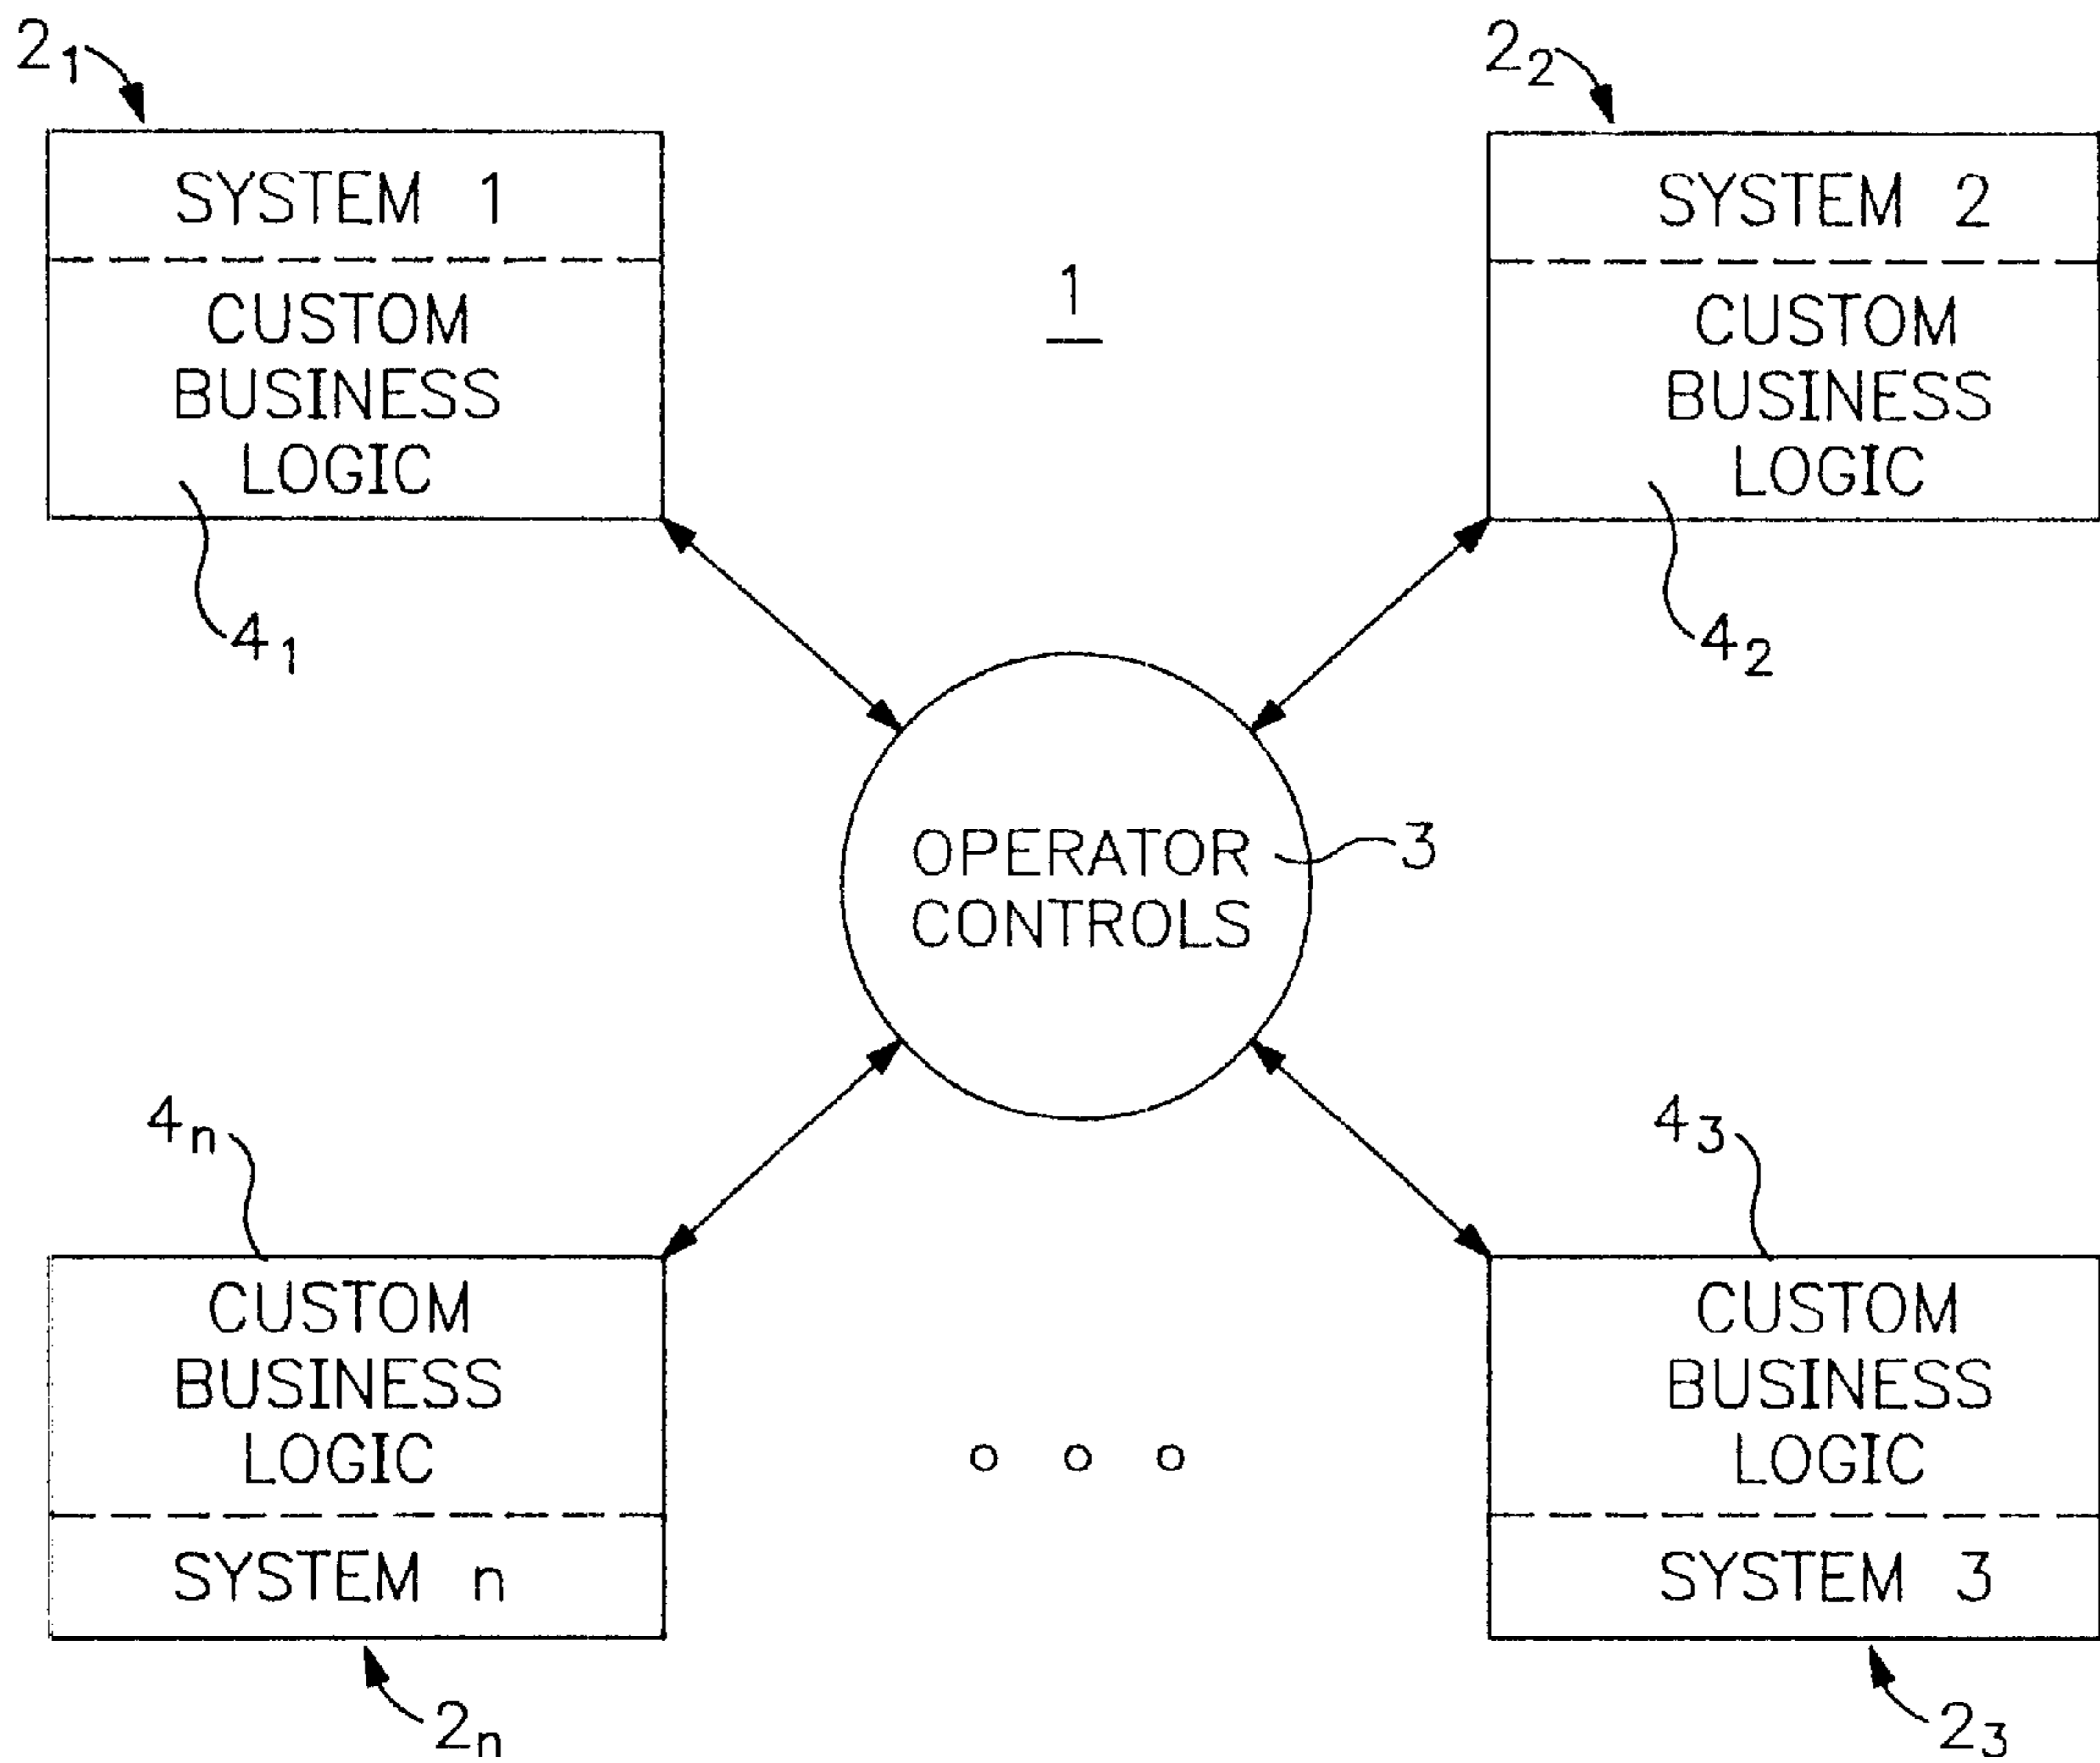 2₁
2₂
SYSTEM 1
CUSTOM
BUSINESS
LOGIC
4₁
1
SYSTEM 2
CUSTOM
BUSINESS
LOGIC
4₂
OPERATOR
CONTROLS
3
4ₙ
CUSTOM
BUSINESS
LOGIC
SYSTEM n
2ₙ
4₃
CUSTOM
BUSINESS
LOGIC
SYSTEM 3
2₃